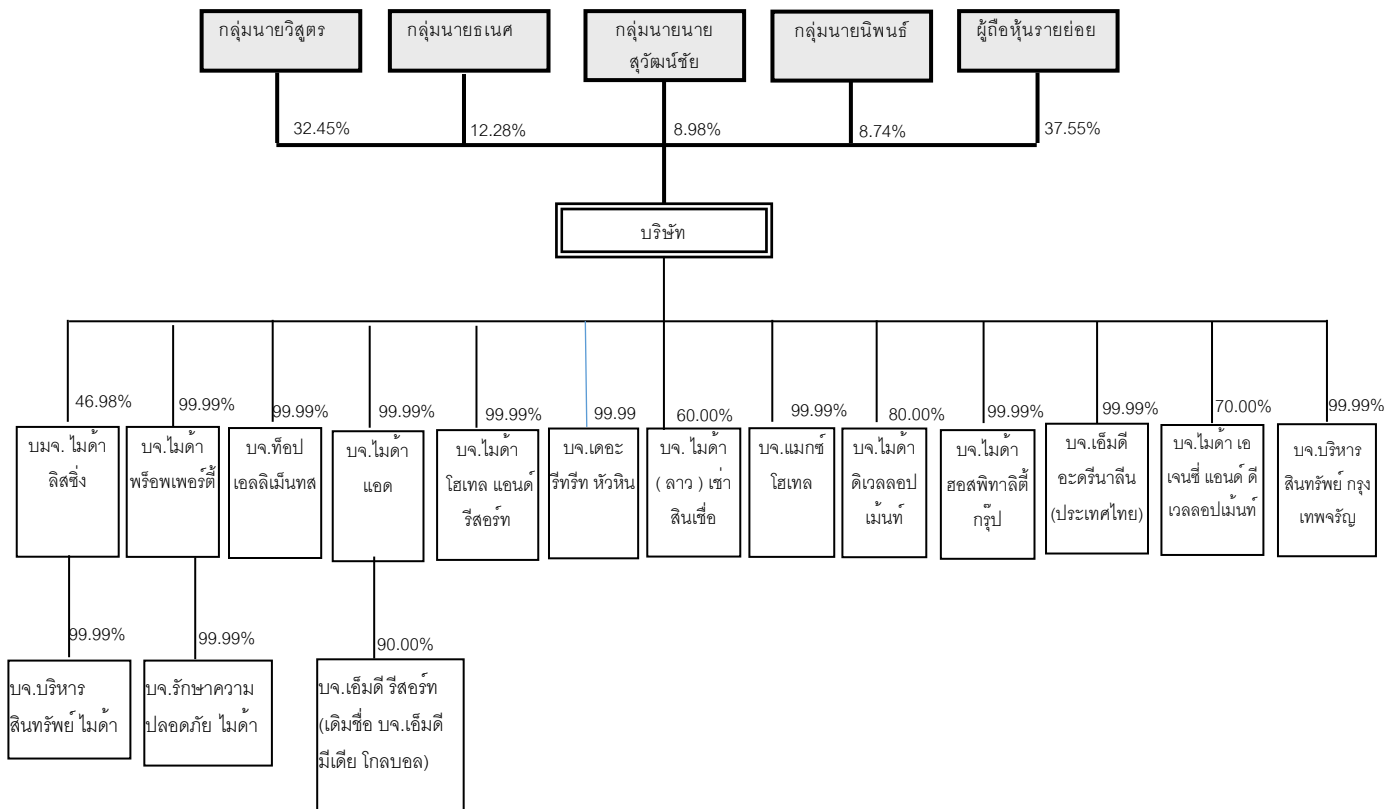 กลุ่มนายวิสูตร
กลุ่มนายธเนศ
กลุ่มนายนาย
สุวัฒน์ชัย
กลุ่มนายนิพนธ์
ผู้ถือหุ้นรายย่อย
32.45%
12.28%
8.98%
8.74%
37.55%
บริษัท
46.98%
99.99%
99.99%
99.99%
99.99%
99.99
60.00%
99.99%
80.00%
99.99%
99.99%
70.00%
99.99%
บมจ. ไมด้า
ลิสซิ่ง
บจ.ไมด้า
พร็อพเพอร์ตี้
บจ.ท็อป
เอลลิเม็นทส
บจ.ไมด้า
แอด
บจ.ไมด้า
โฮเทล แอนด์
รีสอร์ท
บจ.เดอะ
รีทรีท หัวหิน
บจ. ไมด้า
( ลาว ) เช่า
สินเชื่อ
บจ.แมกซ์
โฮเทล
บจ.ไมด้า
ดิเวลลอป
เม้นท์
บจ.ไมด้า
ฮอสพิทาลิตี้
กรุ๊ป
บจ.เอ็มดี
อะดรีนาลีน
(ประเทศไทย)
บจ.ไมด้า เอ
เจนซี่ แอนด์ ดี
เวลลอปเม้นท์
บจ.บริหาร
สินทรัพย์ กรุง
เทพจรัญ
99.99%
99.99%
90.00%
บจ.บริหาร
สินทรัพย์ ไมด้า
บจ.รักษาความ
ปลอดภัย ไมด้า
บจ.เอ็มดี รีสอร์ท
(เดิมชื่อ บจ.เอ็มดี
มีเดีย โกลบอล)